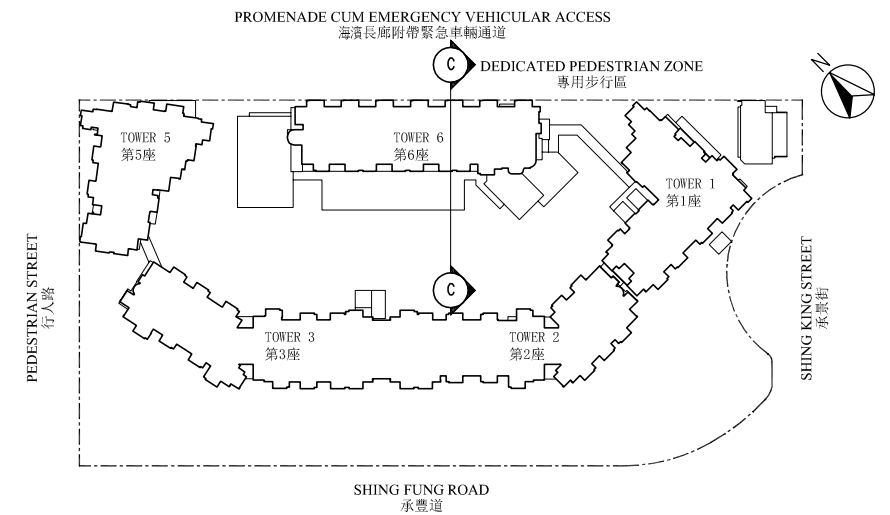 PROMENADE CUM EMERGENCY VEHICULAR ACCESS
海濱長廊附帶緊急車輛通道
C
DEDICATED PEDESTRIAN ZONE
專用步行區
N
TOWER 5
第5座
TOWER 6
第6座
TOWER 1
第1座
PEDESTRIAN STREET
行人路
SHING KING STREET
承景街
C
TOWER 3
第3座
TOWER 2
第2座
SHING FUNG ROAD
承豐道